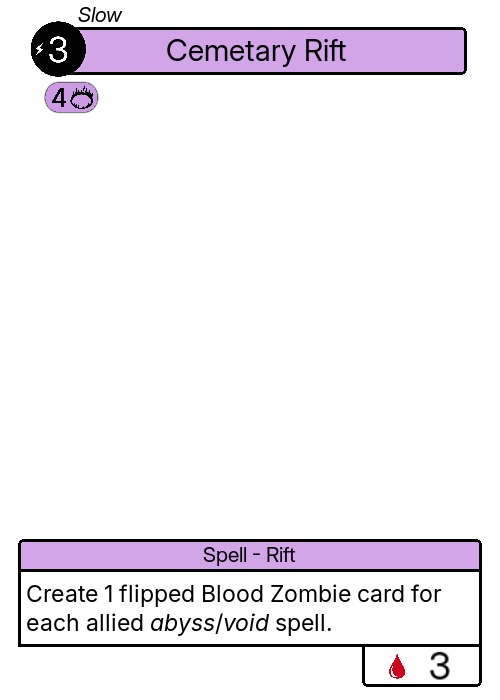 Slow
3 Cemetary Rift
4
Spell - Rift
Create 1 flipped Blood Zombie card for
each allied abyss/void spell.
3